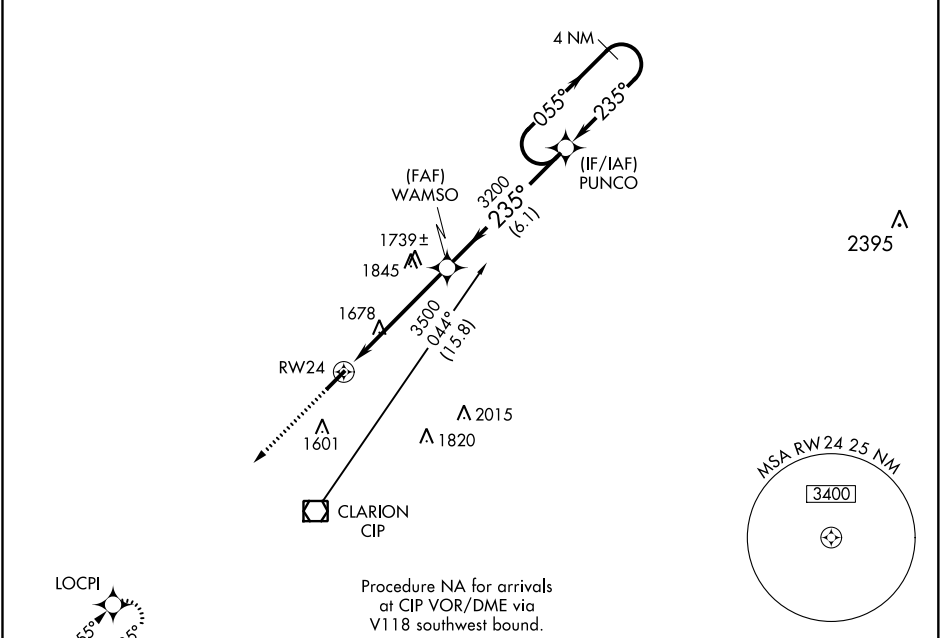 4 NM
055°
235°
(IF/IAF)
PUNCO
(FAF)
WAMSO
3200
235°
(6.1)
1739±
1845
2395
1678
3500
044°
(15.8)
RW24
2015
1820
1601
MSA RW24 25 NM
3400
CLARION
CIP
LOCPI
Procedure NA for arrivals
at CIP VOR/DME via
V118 southwest bound.